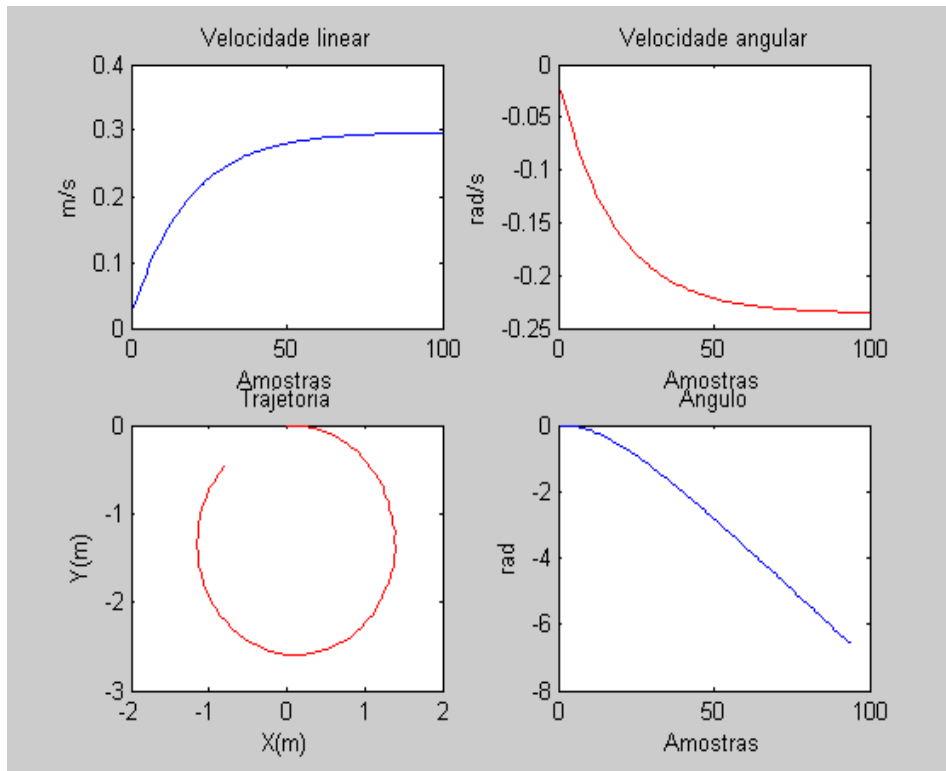 Velocidade linear
0.4
0.3
0.2
0.1
0
m/s
0
50
100
Amostras
Velocidade angular
0
-0.05
-0.1
-0.15
-0.2
-0.25
rad/s
0
50
100
Amostras
Trajetória
0
-1
-2
-3
Y(m)
-2
-1
0
1
2
X(m)
Ângulo
0
-2
-4
-6
-8
rad
0
50
100
Amostras